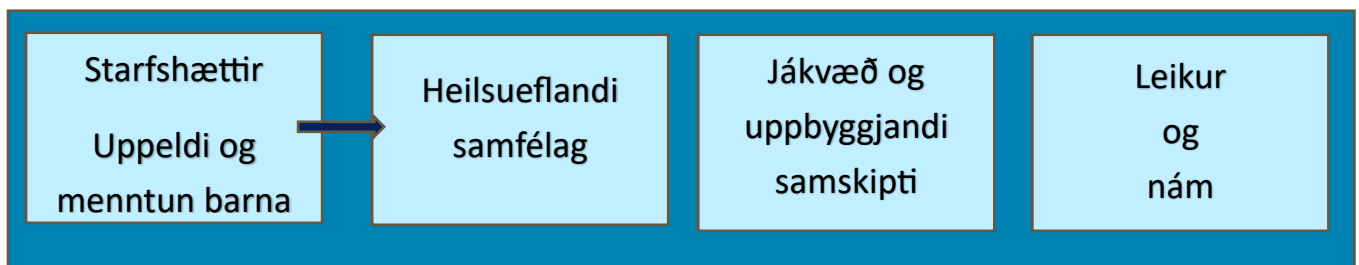 Starfshættir
Uppeldi og
menntun barna
Heilsueflandi
samfélag
Jákvæð og
uppbyggjandi
samskipti
Leikur
og
nám